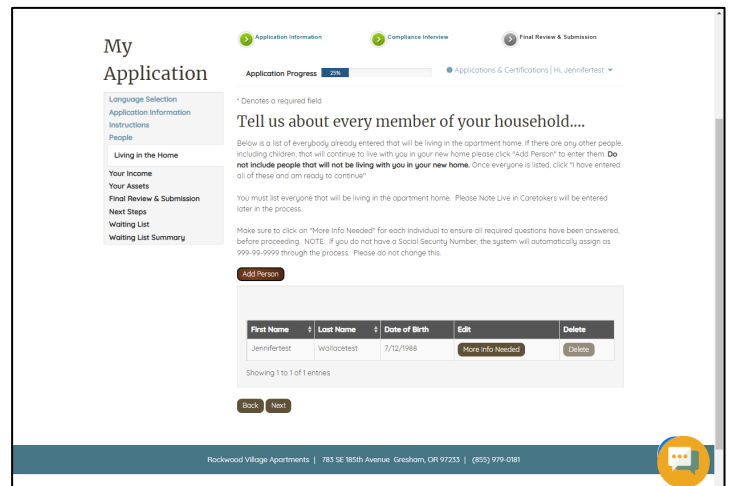 My
Application
Application Information
Compliance Interview
Final Review & Submission
Application Progress 25%
Applications & Certifications | Hi, Jennifertest
Language Selection
Application Information
Instructions
People
Living in the Home
Your Income
Your Assets
Final Review & Submission
Next Steps
Waiting List
Waiting List Summary
* Denotes a required field
Tell us about every member of your household....
Below is a list of everybody already entered that will be living in the apartment home. If there are any other people,
including children, that will continue to live with you in your new home please click "Add Person" to enter them. Do
not include people that will not be living with you in your new home. Once everyone is listed, click "I have entered
all of these and am ready to continue"
You must list everyone that will be living in the apartment home. Please Note Live in Caretakers will be entered
later in the process.
Make sure to click on "More Info Needed" for each individual to ensure all required questions have been answered,
before proceeding. NOTE: If you do not have a Social Security Number, the system will automatically assign as
999-99-9999 through the process. Please do not change this.
Add Person
First Name Last Name Date of Birth Edit Delete
Jennifertest Wallacetest 7/12/1988 More Info Needed Delete
Showing 1 to 1 of 1 entries
Back Next
Rockwood Village Apartments | 783 SE 185th Avenue Gresham, OR 97233 | (855) 979-0181